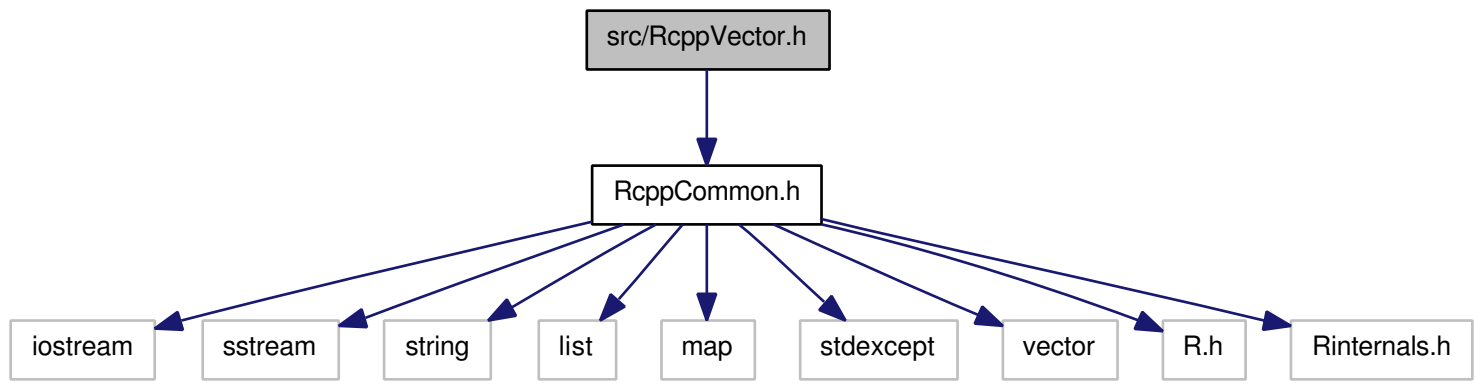 src/RcppVector.h
RcppCommon.h
iostream
sstream
string
list
map
stdexcept
vector
R.h
Rinternals.h